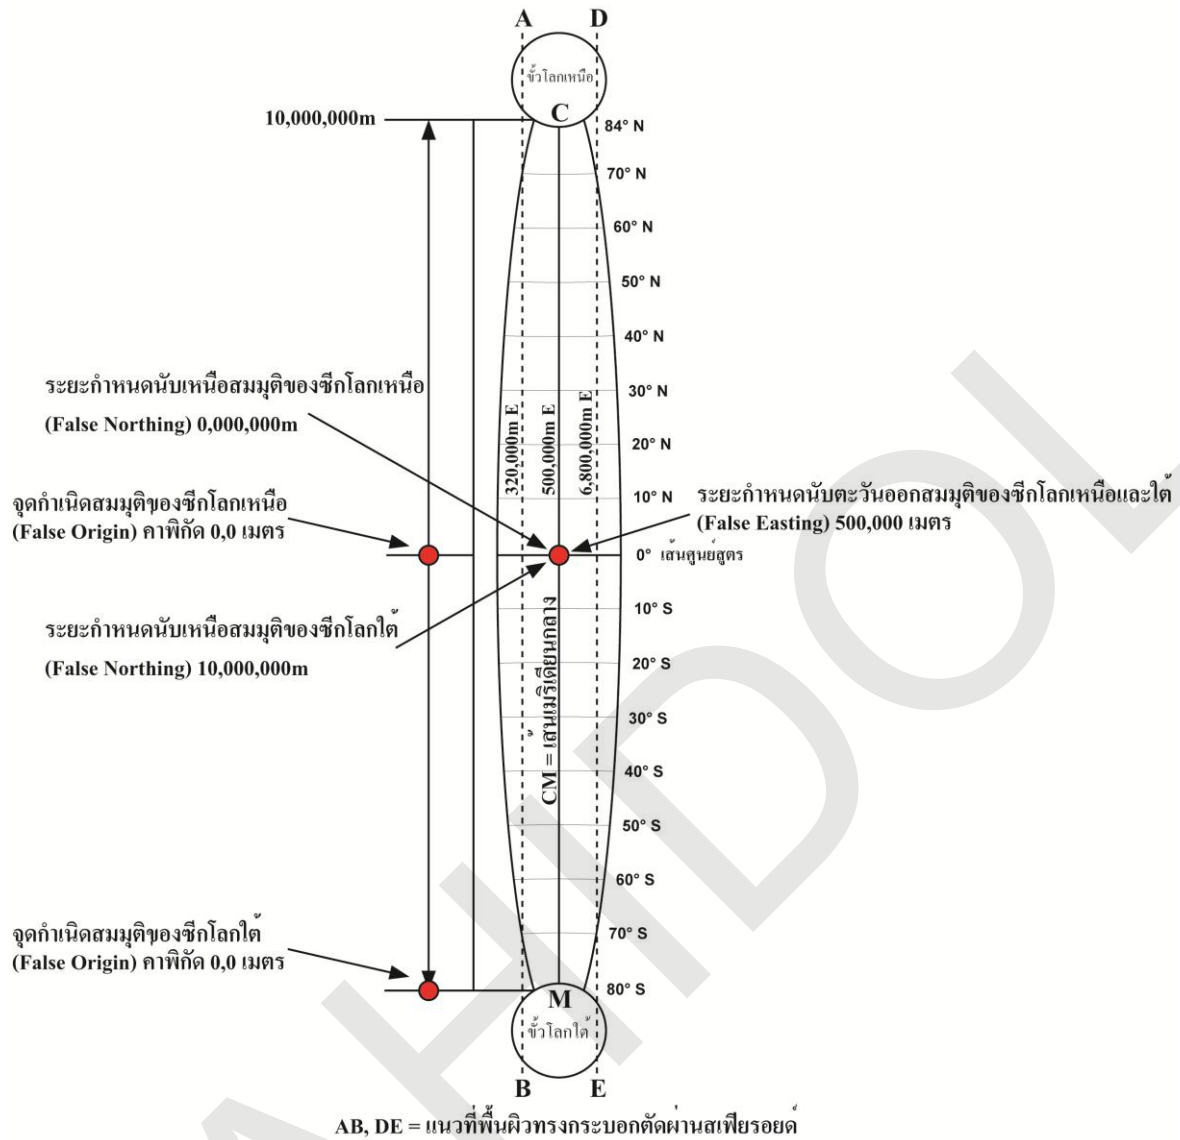 A D
ขั้วโลกเหนือ
C
10,000,000m
84° N
70° N
60° N
50° N
40° N
30° N
20° N
10° N
0° เส้นศูนย์สูตร
10° S
20° S
30° S
40° S
50° S
60° S
70° S
80° S
320,000m E
500,000m E
6,800,000m E
ระยะกำหนดนับเหนือสมมุติของซีกโลกเหนือ
(False Northing) 0,000,000m
จุดกำเนิดสมมุติของซีกโลกเหนือ
(False Origin) คาพิกัด 0,0 เมตร
ระยะกำหนดนับตะวันออกสมมุติของซีกโลกเหนือและใต้
(False Easting) 500,000 เมตร
ระยะกำหนดนับเหนือสมมุติของซีกโลกใต้
(False Northing) 10,000,000m
CM = เส้นเมริเดียนกลาง
จุดกำเนิดสมมุติของซีกโลกใต้
(False Origin) คาพิกัด 0,0 เมตร
M
ขั้วโลกใต้
B E
AB, DE = แนวที่พื้นผิวทรงกระบอกตัดผ่านสเฟียรอยด์
AHIDOL